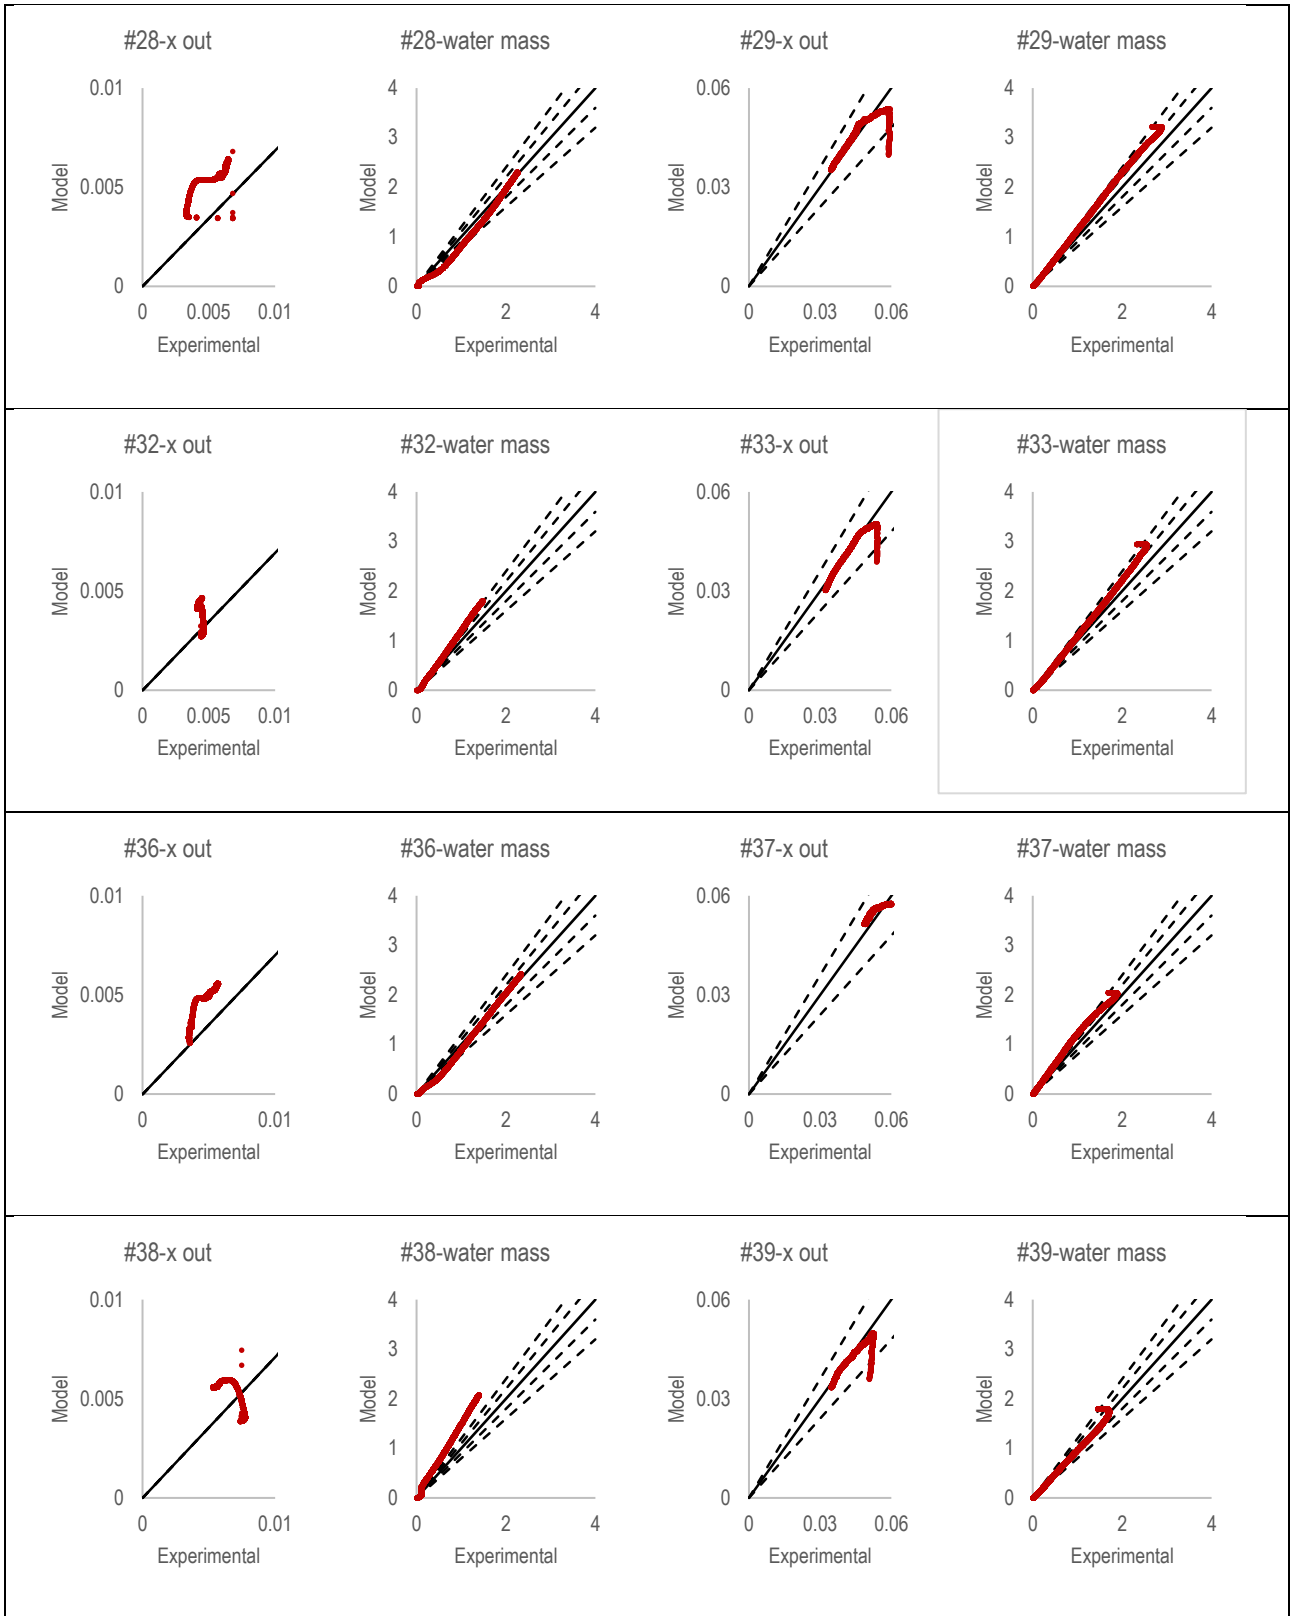 #28-x out
#28-water mass
#29-x out
#29-water mass
0.01
0.005
0
Model
0 0.005 0.01
Experimental
4
3
2
1
0
Model
0 2 4
Experimental
0.06
0.03
0
Model
0 0.03 0.06
Experimental
4
3
2
1
0
Model
0 2 4
Experimental
#32-x out
#32-water mass
#33-x out
#33-water mass
0.01
0.005
0
Model
0 0.005 0.01
Experimental
4
3
2
1
0
Model
0 2 4
Experimental
0.06
0.03
0
Model
0 0.03 0.06
Experimental
4
3
2
1
0
Model
0 2 4
Experimental
#36-x out
#36-water mass
#37-x out
#37-water mass
0.01
0.005
0
Model
0 0.005 0.01
Experimental
4
3
2
1
0
Model
0 2 4
Experimental
0.06
0.03
0
Model
0 0.03 0.06
Experimental
4
3
2
1
0
Model
0 2 4
Experimental
#38-x out
#38-water mass
#39-x out
#39-water mass
0.01
0.005
0
Model
0 0.005 0.01
Experimental
4
3
2
1
0
Model
0 2 4
Experimental
0.06
0.03
0
Model
0 0.03 0.06
Experimental
4
3
2
1
0
Model
0 2 4
Experimental